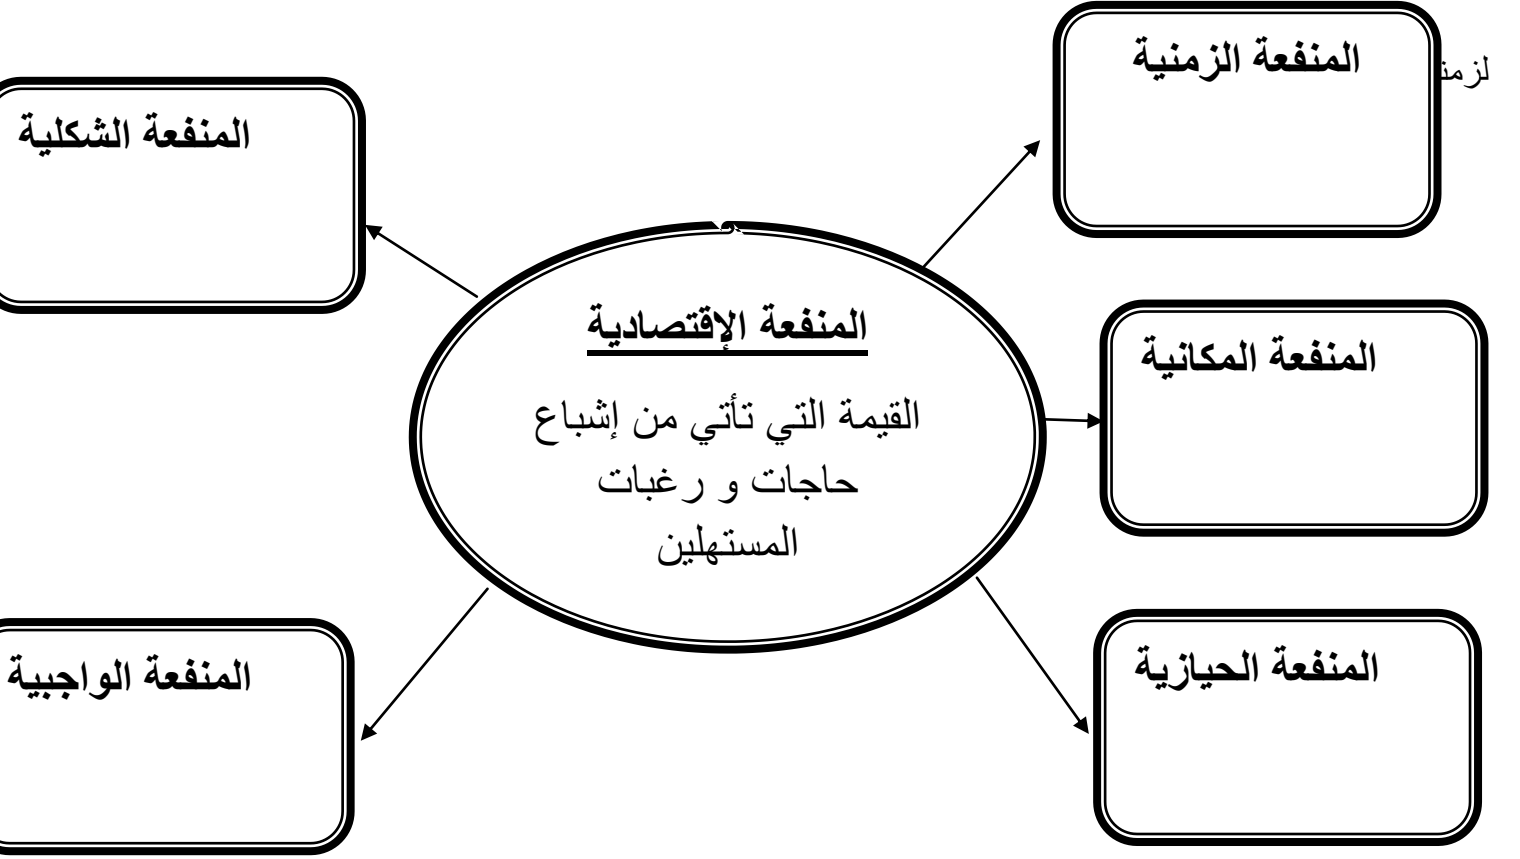 المنفعة الزمنية
لزمن
المنفعة الشكلية
المنفعة الإقتصادية
القيمة التي تأتي من إشباع
حاجات و رغبات
المستهلين
المنفعة المكانية
المنفعة الحيازية
المنفعة الواجبية